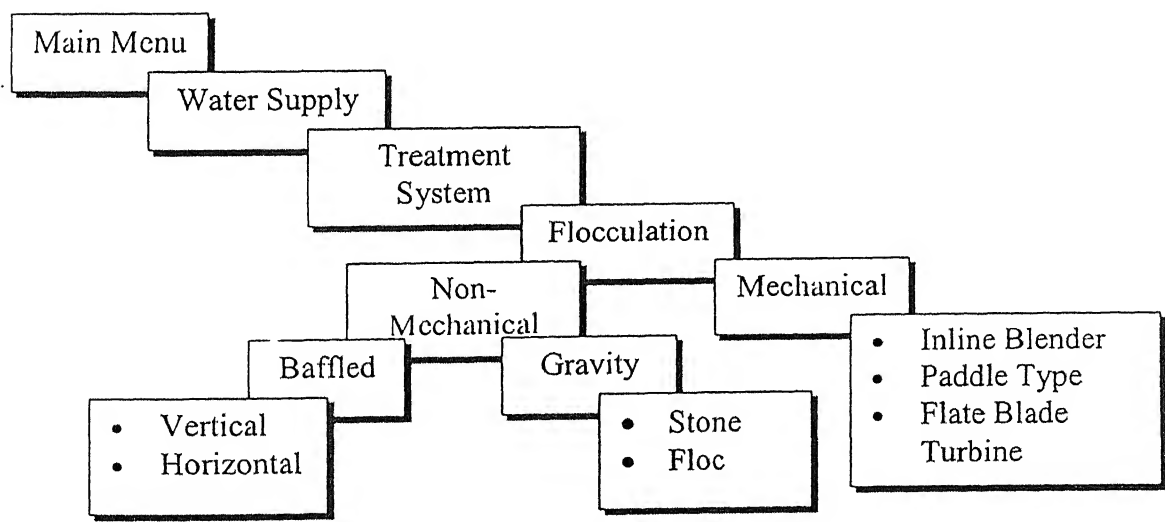 Main Menu
Water Supply
Treatment
System
Flocculation
Non-
Mechanical
Mechanical
Baffled
Gravity
• Vertical
• Horizontal
• Stone
• Floc
• Inline Blender
• Paddle Type
• Flate Blade
Turbine